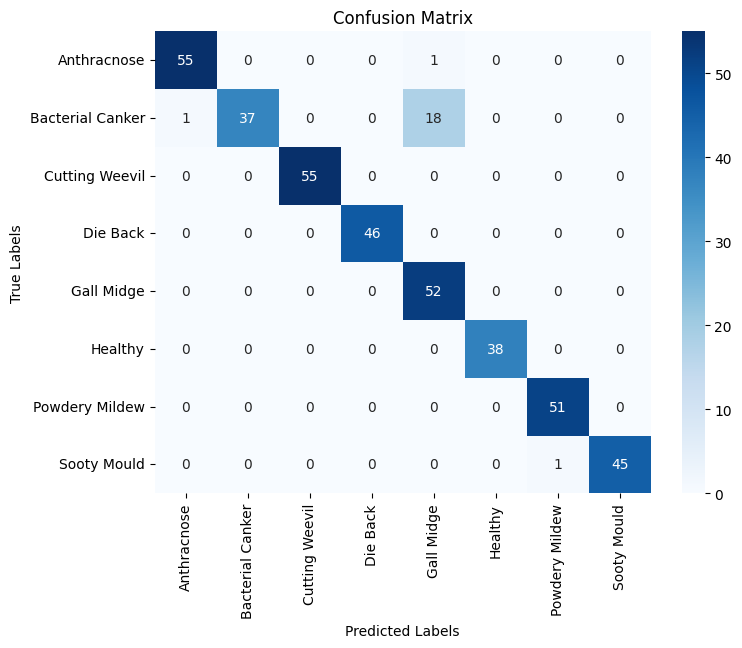 Confusion Matrix
Anthracnose 55 0 0 0 1 0 0 0
Bacterial Canker 1 37 0 0 18 0 0 0
Cutting Weevil 0 0 55 0 0 0 0 0
Die Back 0 0 0 46 0 0 0 0
Gall Midge 0 0 0 0 52 0 0 0
Healthy 0 0 0 0 0 38 0 0
Powdery Mildew 0 0 0 0 0 0 51 0
Sooty Mould 0 0 0 0 0 0 1 45
True Labels
Anthracnose
Bacterial Canker
Cutting Weevil
Die Back
Gall Midge
Healthy
Powdery Mildew
Sooty Mould
Predicted Labels
50
40
30
20
10
0